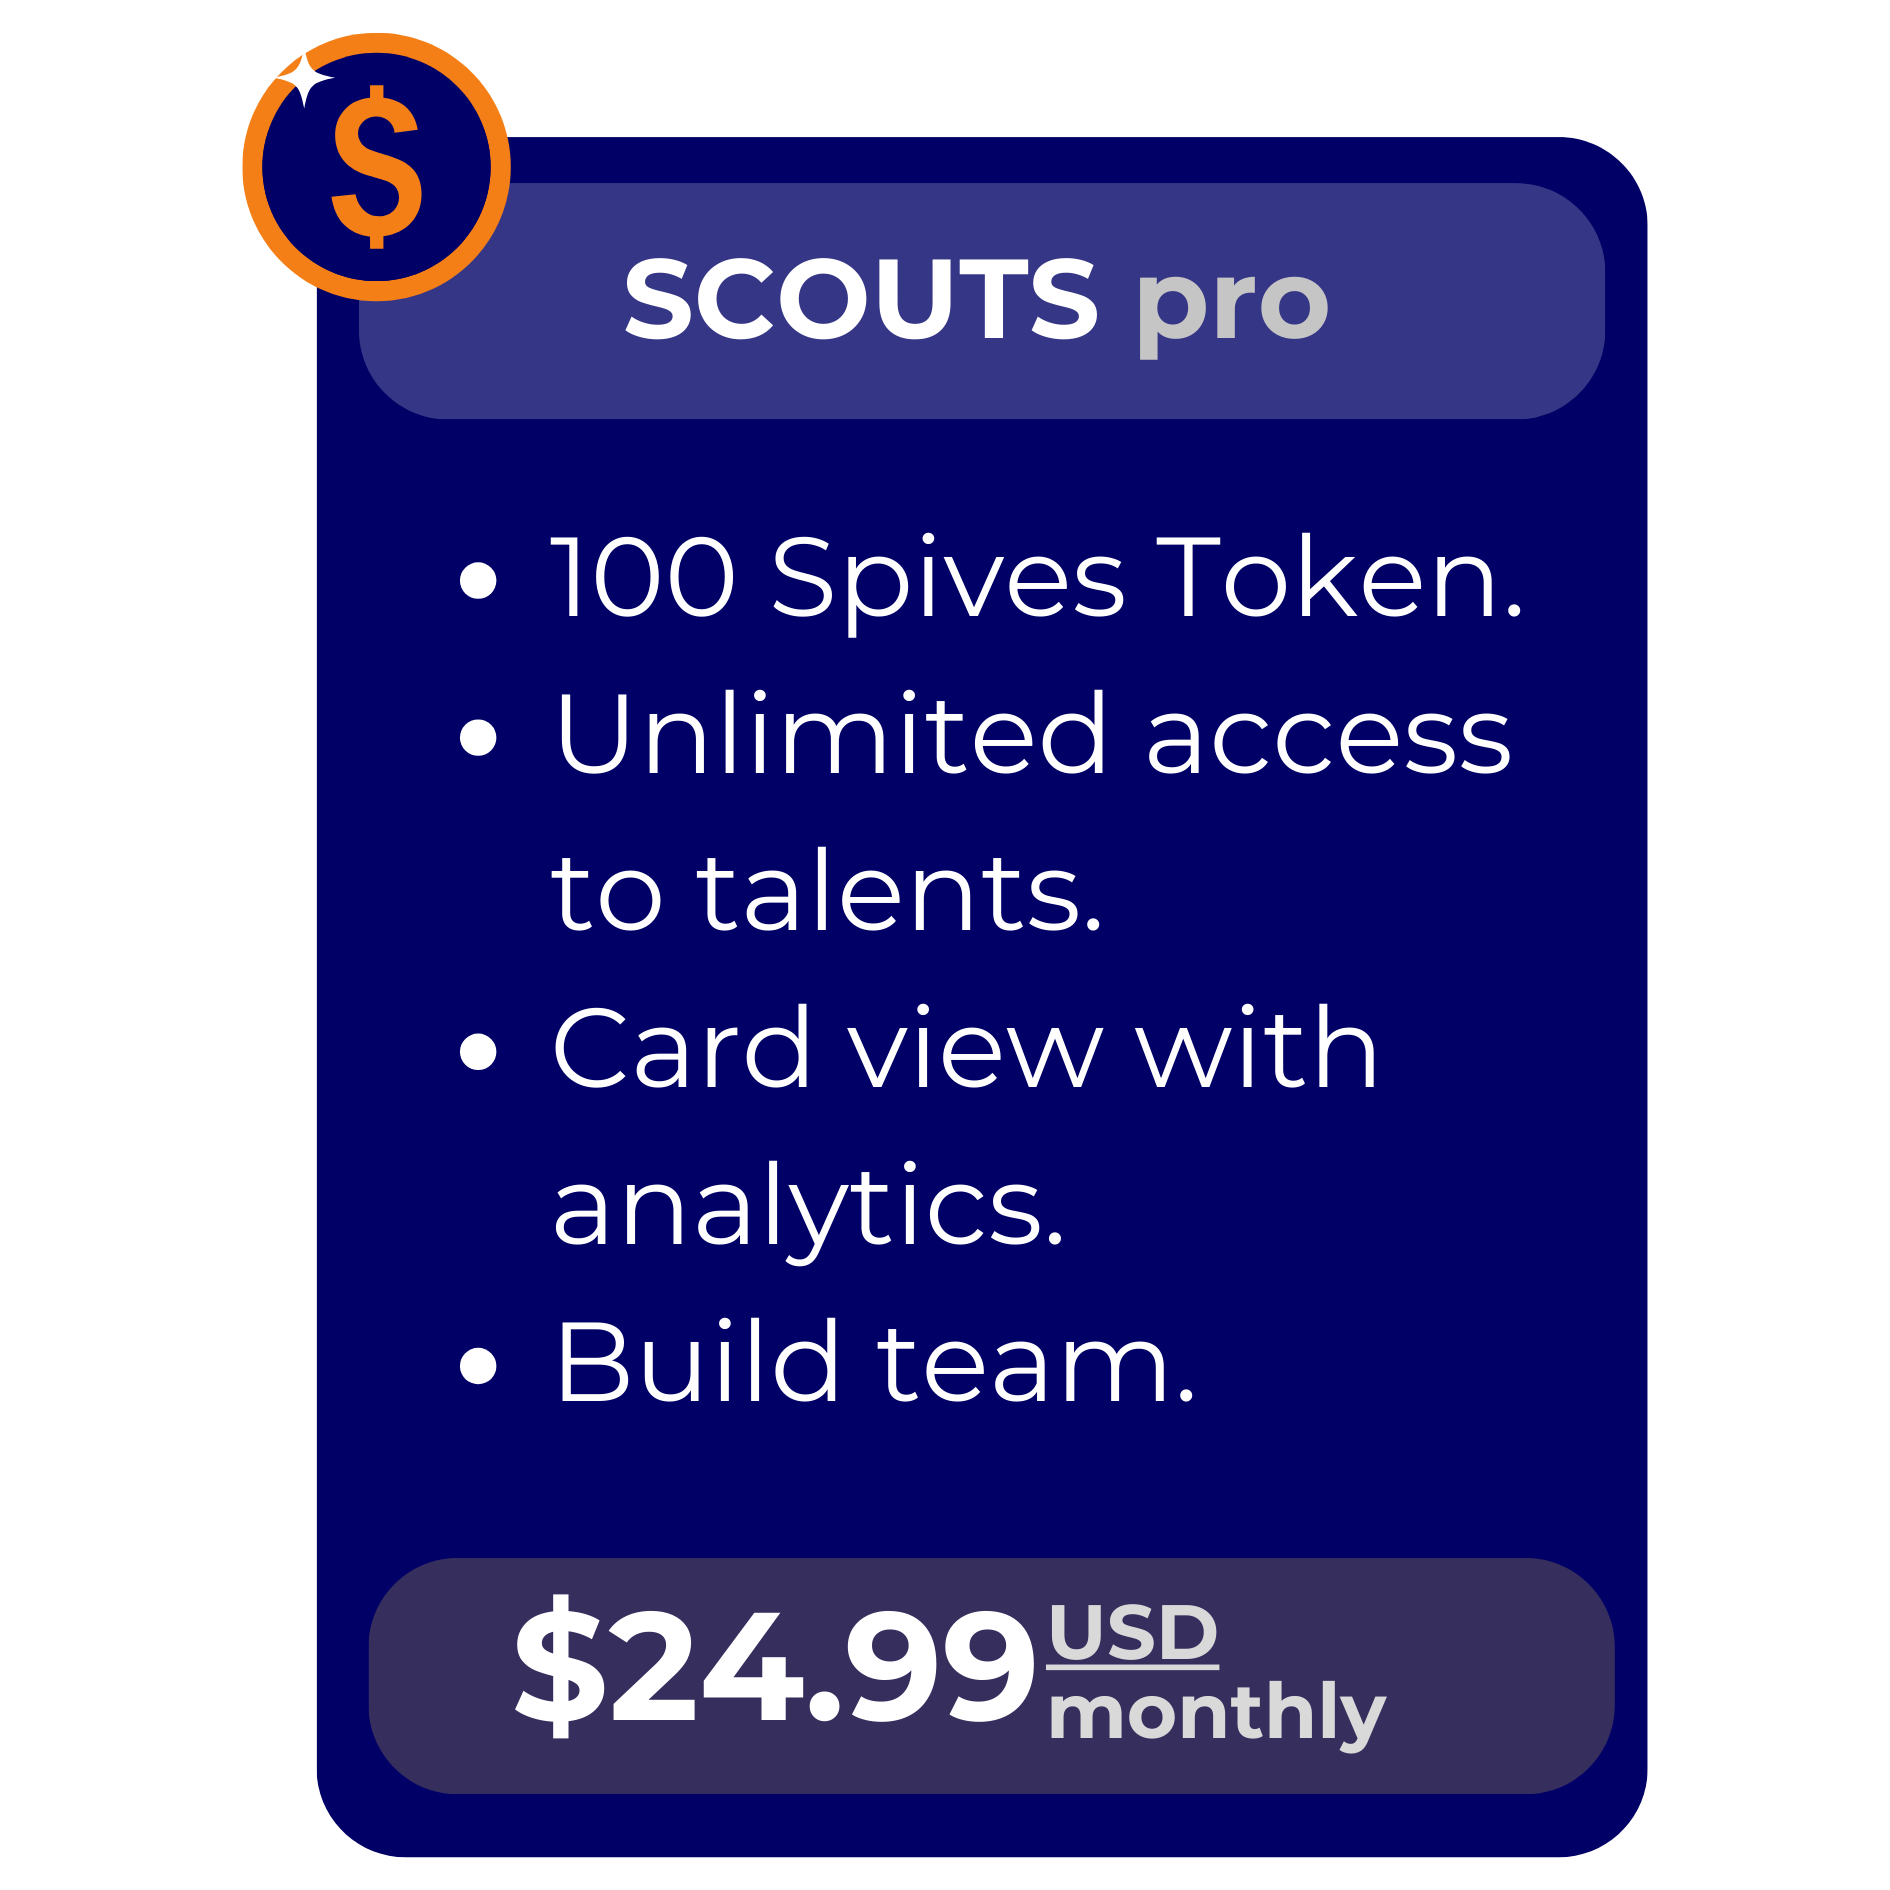 $
SCOUTS pro
• 100 Spives Token.
• Unlimited access
to talents.
• Card view with
analytics.
• Build team.
$24.99 USD
monthly